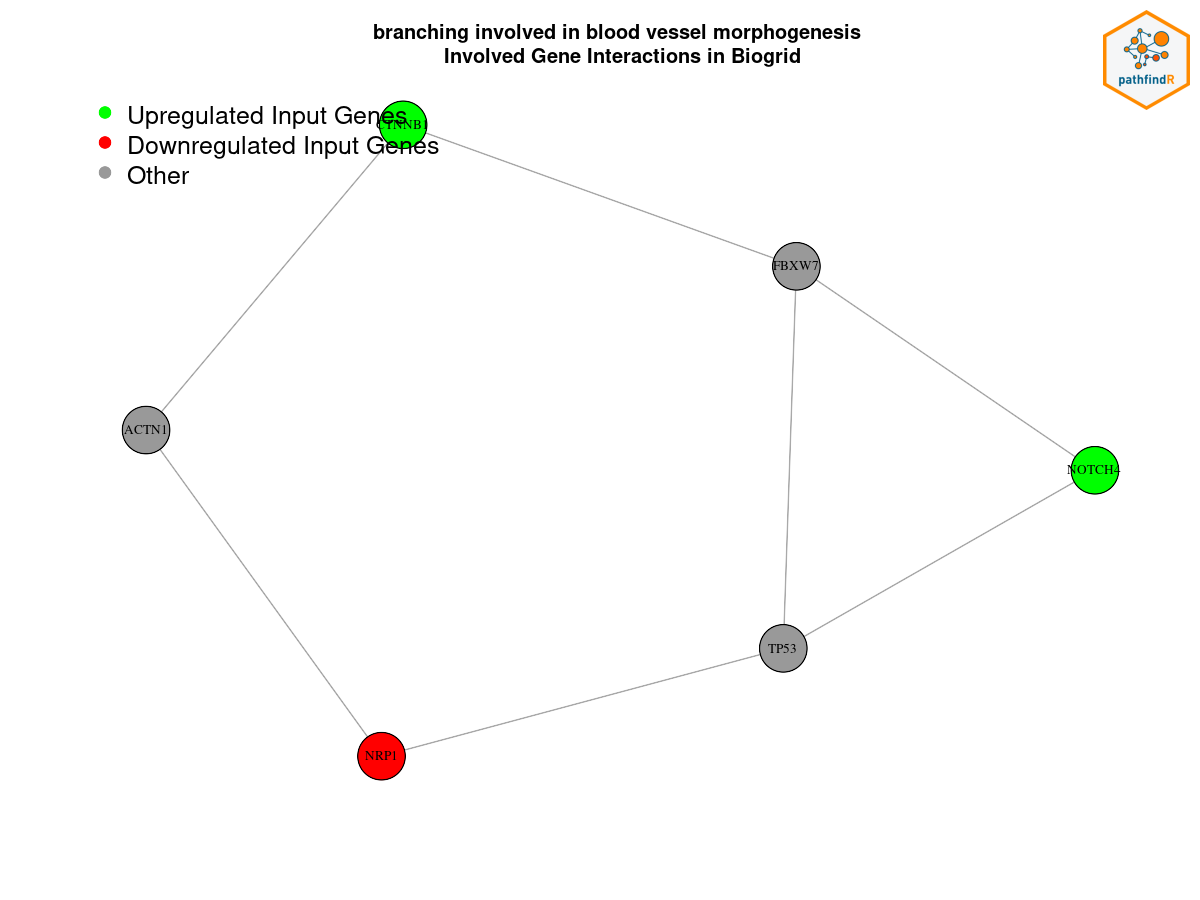 branching involved in blood vessel morphogenesis
Involved Gene Interactions in Biogrid
pathfindR
Upregulated Input Genes
Downregulated Input Genes
Other
FBXW7
ACTN1
NOTCH4
TP53
NRP1